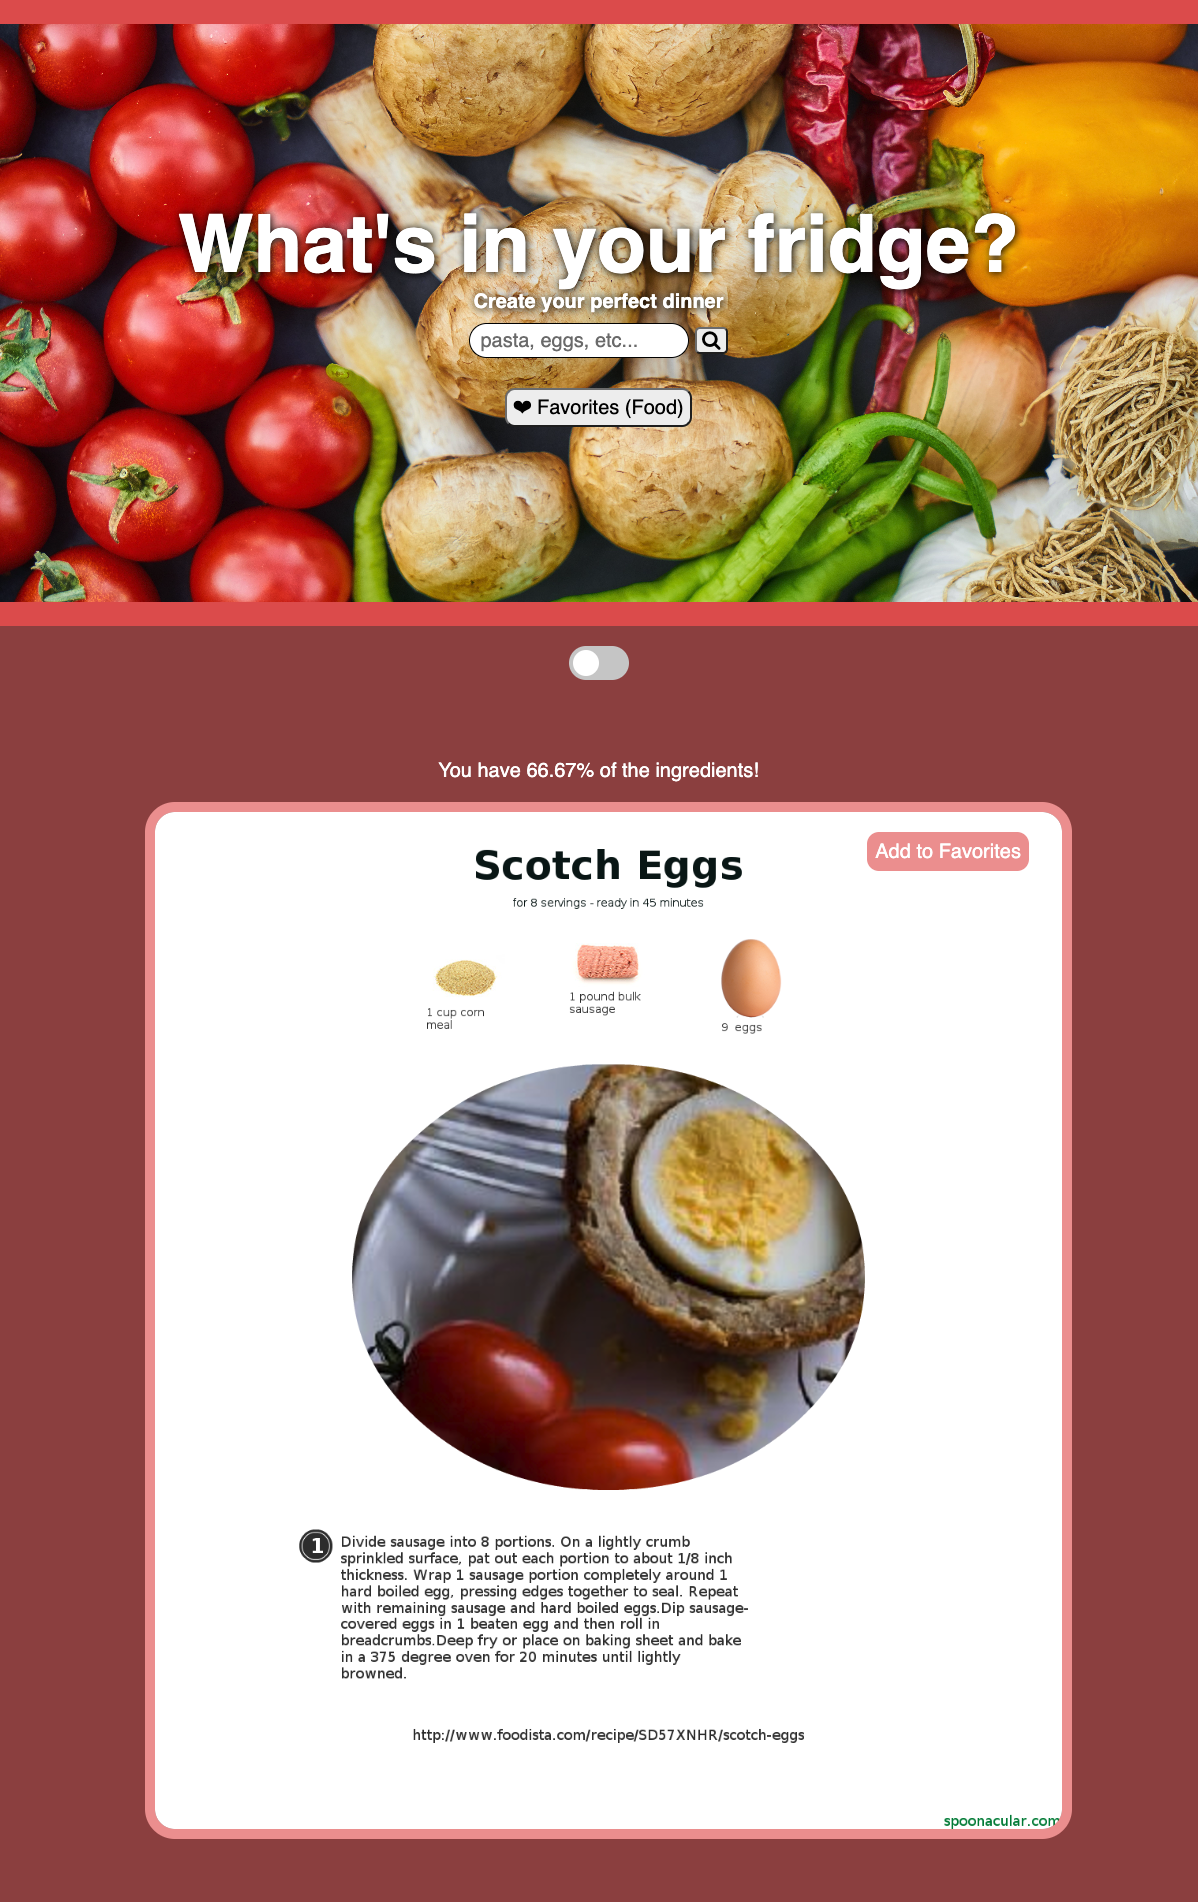 What's in your fridge?
Create your perfect dinner
pasta, eggs, etc...
❤ Favorites (Food)
You have 66.67% of the ingredients!
Add to Favorites
Scotch Eggs
for 8 servings - ready in 45 minutes
1 cup corn
meal
1 pound bulk
sausage
9 eggs
1
Divide sausage into 8 portions. On a lightly crumb
sprinkled surface, pat out each portion to about 1/8 inch
thickness. Wrap 1 sausage portion completely around 1
hard boiled egg, pressing edges together to seal. Repeat
with remaining sausage and hard boiled eggs.Dip sausage-
covered eggs in 1 beaten egg and then roll in
breadcrumbs.Deep fry or place on baking sheet and bake
in a 375 degree oven for 20 minutes until lightly
browned.
http://www.foodista.com/recipe/SD57XNHR/scotch-eggs
spoonacular.com